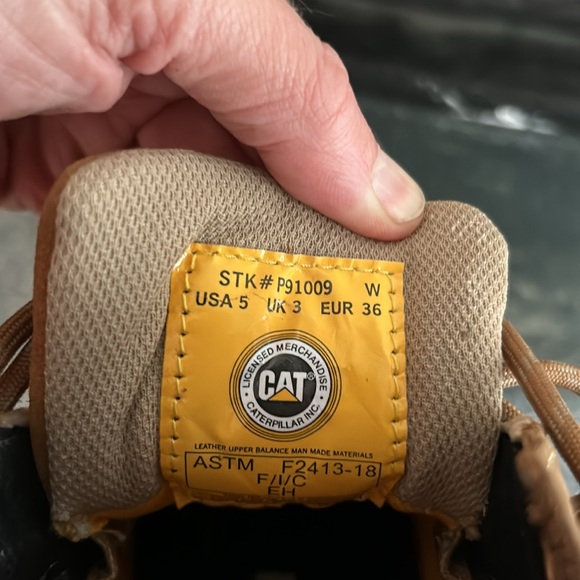 STK# P91009 W
USA 5 UK 3 EUR 36
LICENSED MERCHANDISE
CAT®
CATERPILLAR INC.
LEATHER UPPER BALANCE MAN MADE MATERIALS
ASTM F2413-18
F/I/C
EH